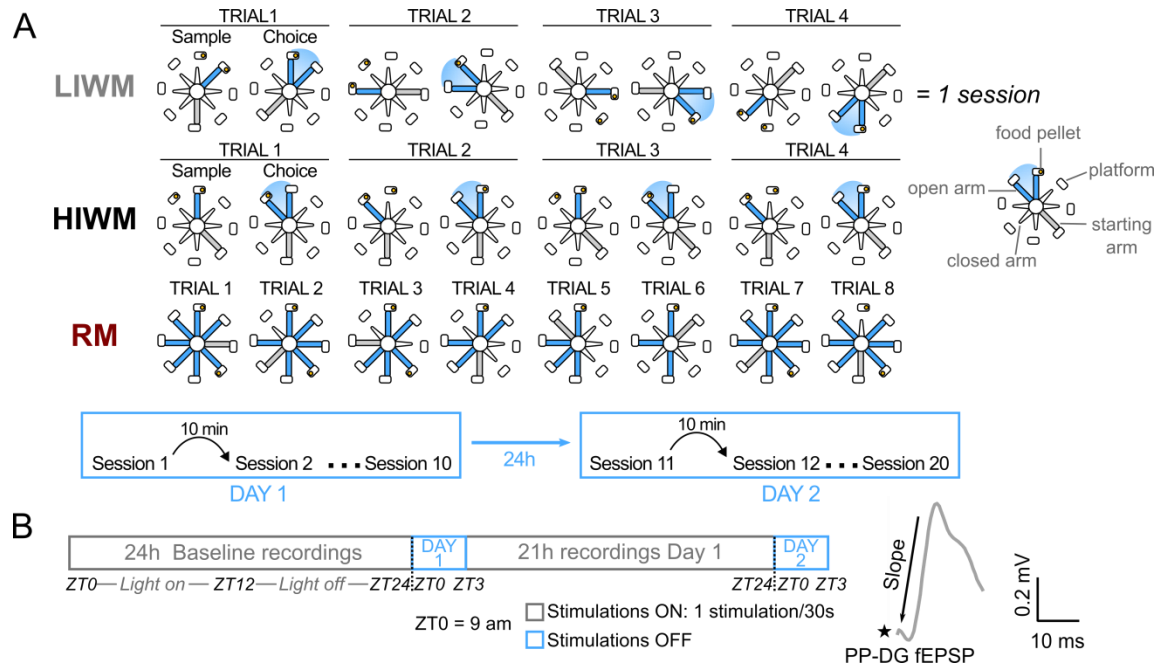 A
TRIAL1 TRIAL 2 TRIAL 3 TRIAL 4
Sample Choice
LIWM
= 1 session
TRIAL 1 TRIAL 2 TRIAL 3 TRIAL 4
Sample Choice
HIWM
food pellet
platform
open arm
starting
arm
closed arm
TRIAL 1 TRIAL 2 TRIAL 3 TRIAL 4 TRIAL 5 TRIAL 6 TRIAL 7 TRIAL 8
RM
10 min
Session 1 Session 2 ... Session 10
DAY 1
24h
10 min
Session 11 Session 12 ... Session 20
DAY 2
B
24h Baseline recordings
DAY
1
21h recordings Day 1
DAY
2
ZT0 Light on ZT12 Light off ZT24 ZT0 ZT3 ZT24 ZT0 ZT3
ZT0 = 9 am
Stimulations ON: 1 stimulation/30s
Stimulations OFF
Slope
★
PP-DG fEPSP
0.2 mV
10 ms